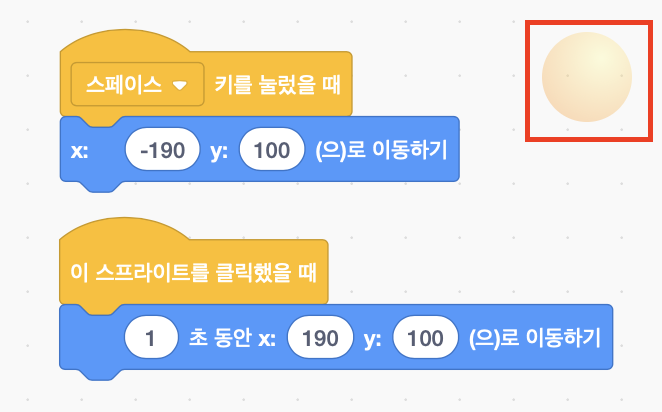 스페이스 키를 눌렀을 때
x: -190 y: 100 (으)로 이동하기
이 스프라이트를 클릭했을 때
1 초 동안 x: 190 y: 100 (으)로 이동하기